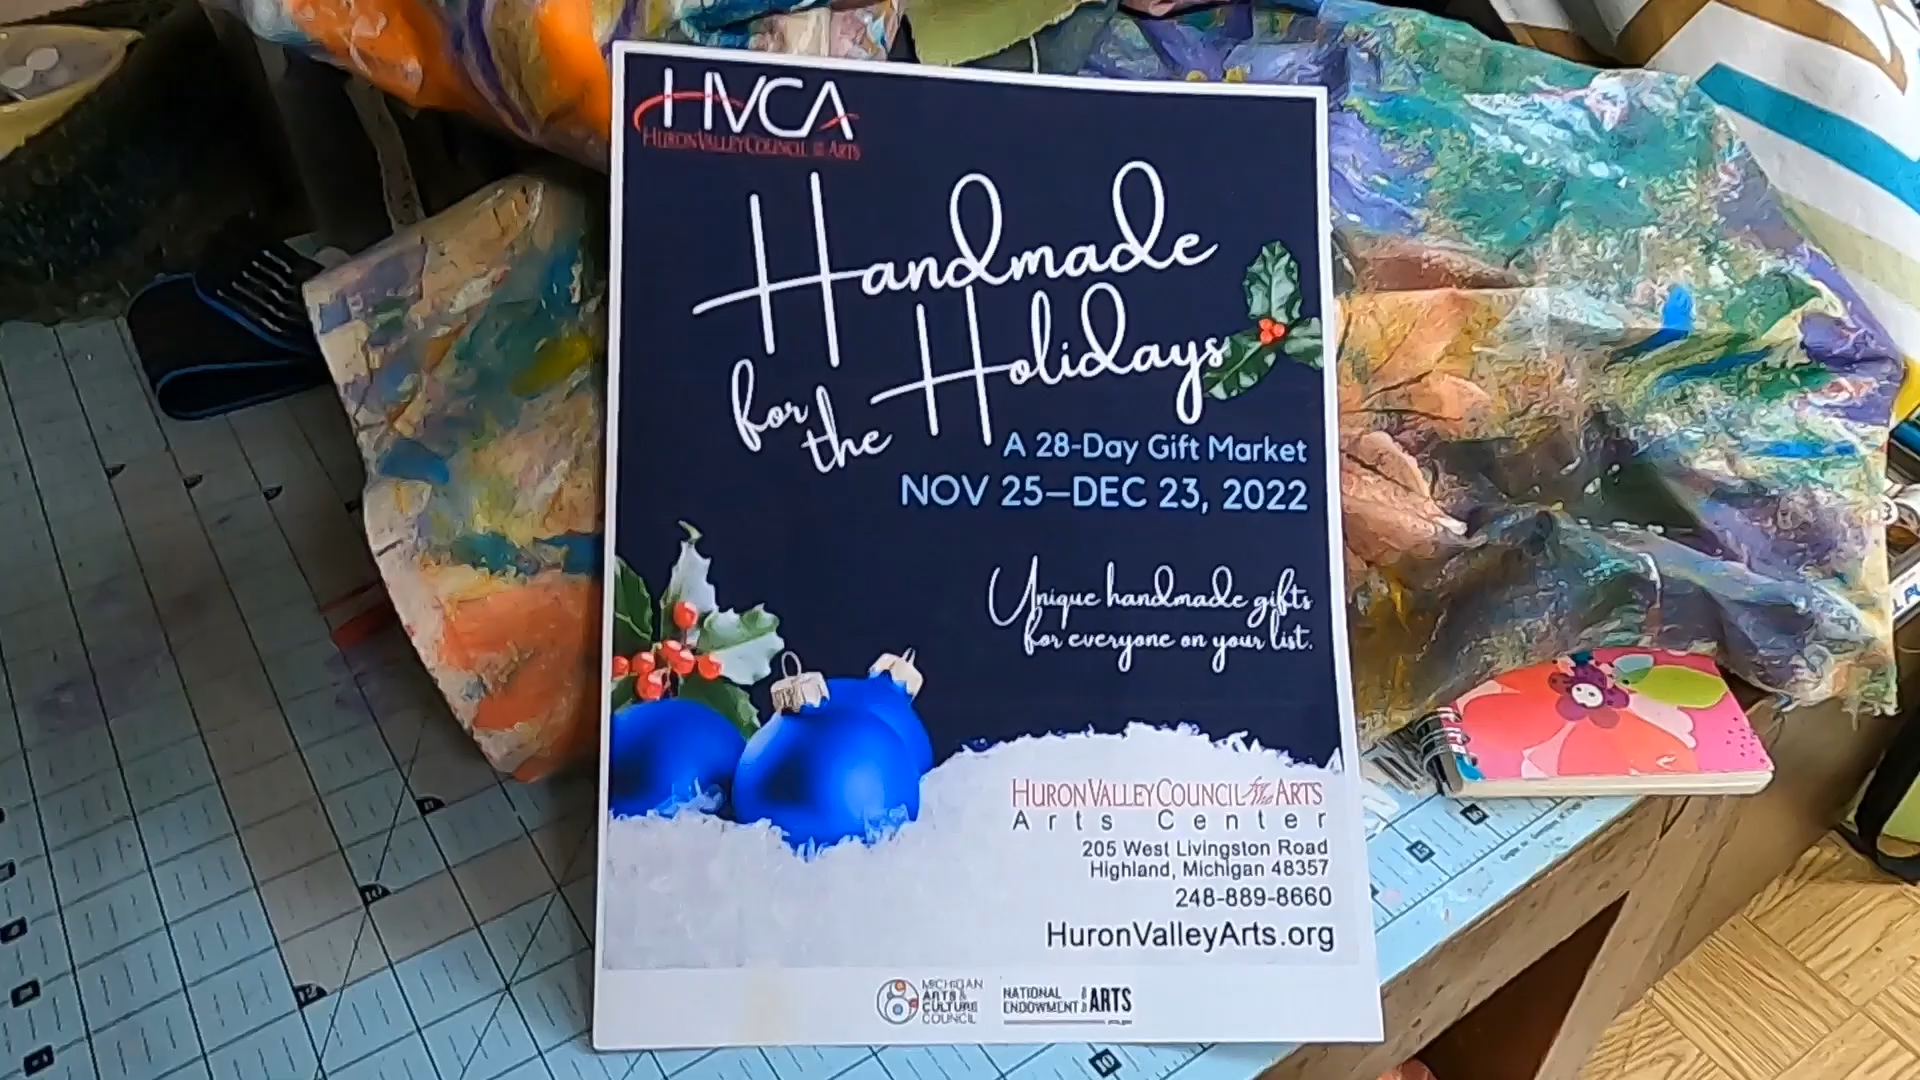 HVCA
HURON VALLEY COUNCIL for the ARTS
Handmade
for the Holidays
A 28-Day Gift Market
NOV 25–DEC 23, 2022
Unique handmade gifts
for everyone on your list.
HURON VALLEY COUNCIL for the ARTS
Arts Center
205 West Livingston Road
Highland, Michigan 48357
248-889-8660
HuronValleyArts.org
MICHIGAN
ARTS &
CULTURE
COUNCIL
NATIONAL
ENDOWMENT for the ARTS
15